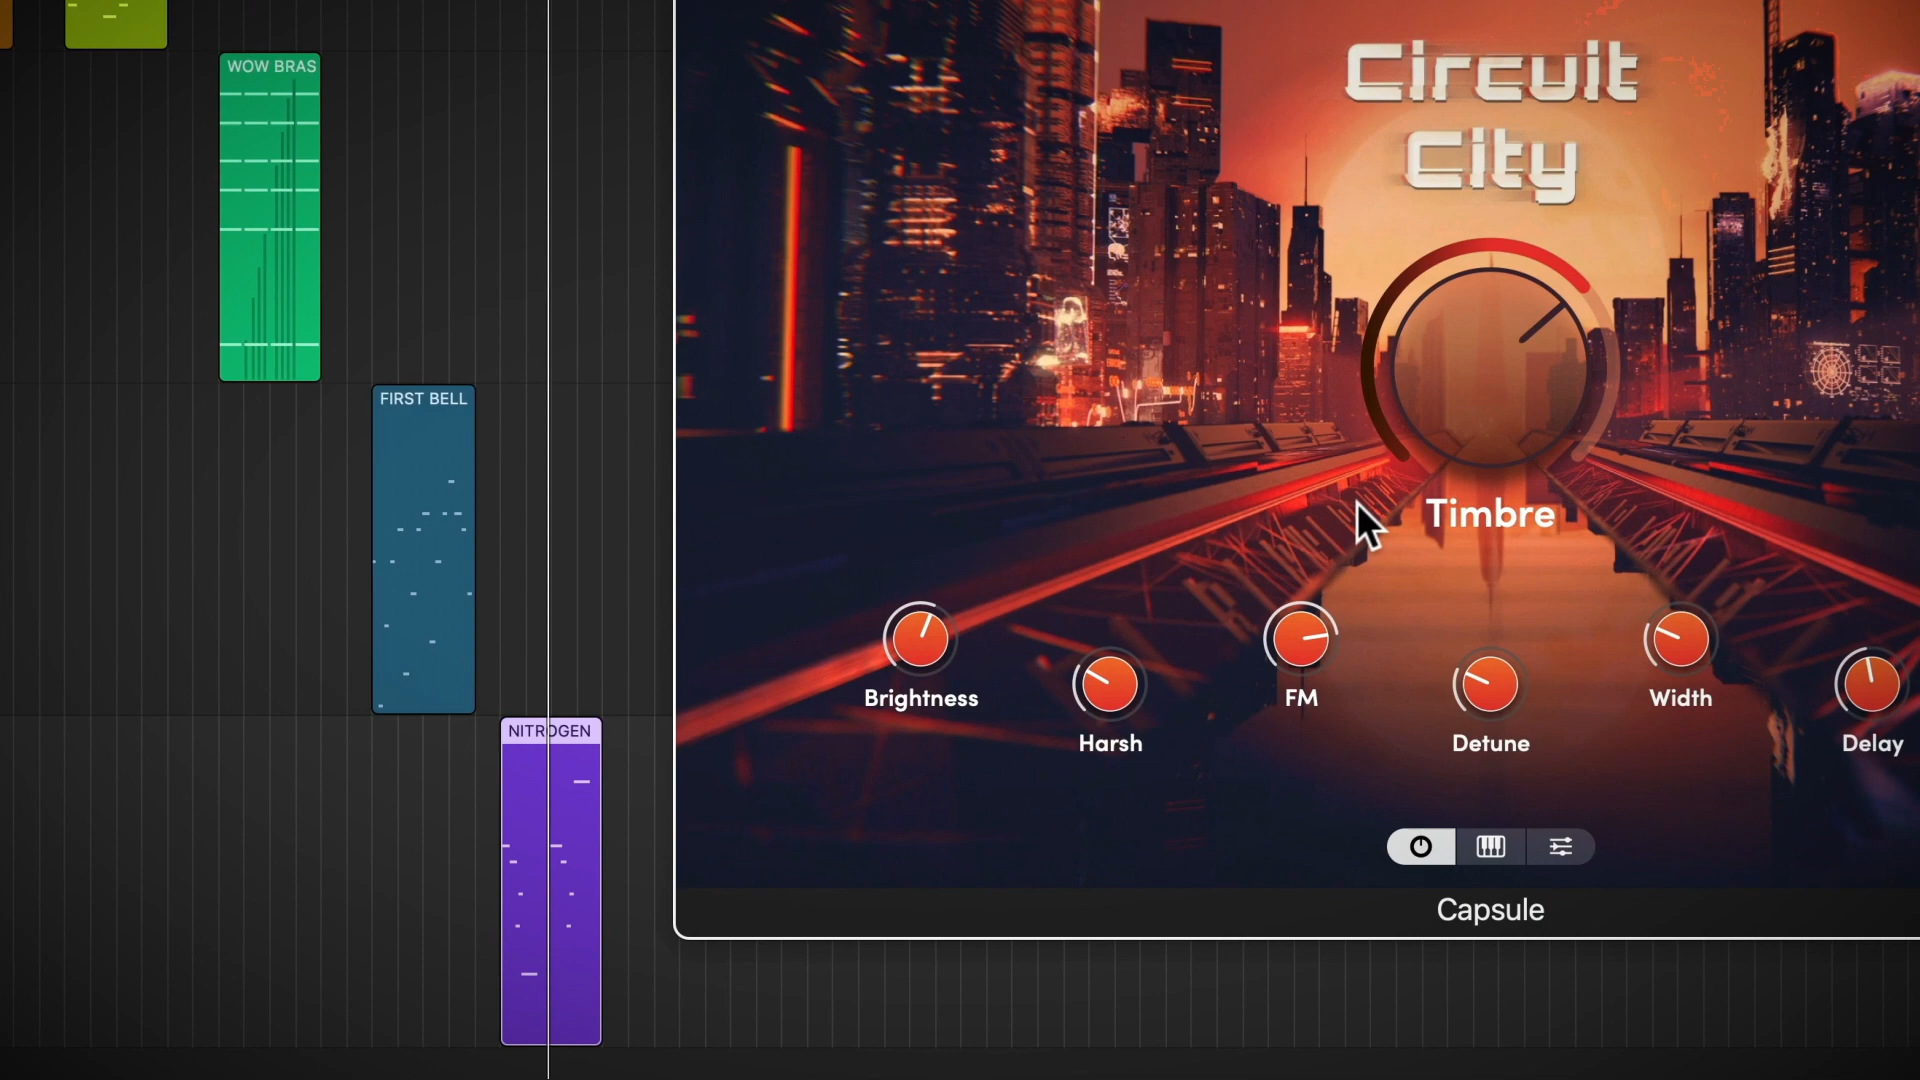 WOW BRAS
FIRST BELL
NITROGEN
Circuit
City
Timbre
Brightness
Harsh
FM
Detune
Width
Delay
Capsule